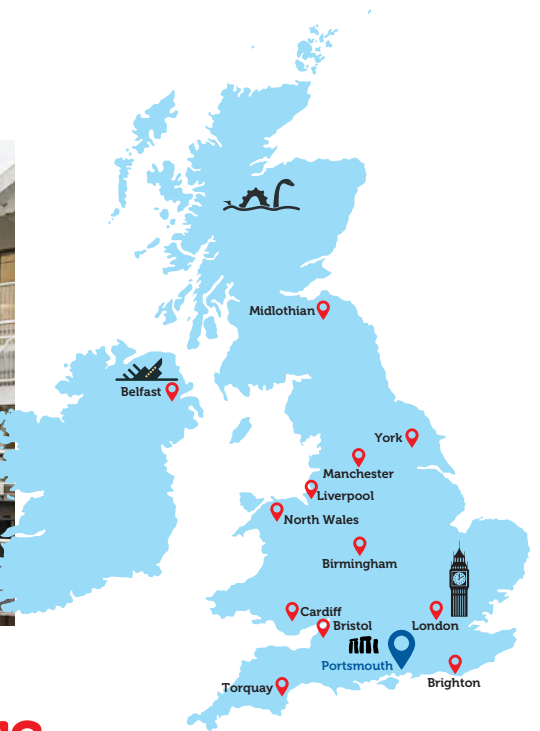 Midlothian
Belfast
York
Manchester
Liverpool
North Wales
Birmingham
Cardiff
Bristol
London
Portsmouth
Torquay
Brighton